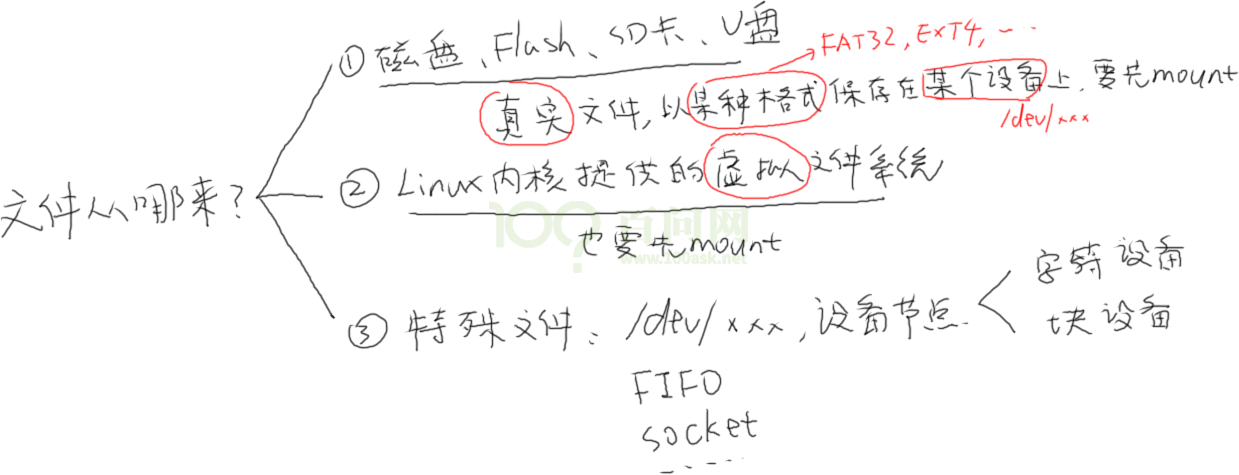 文件从哪来?
① 磁盘、Flash、SD卡、U盘
FAT32, EXT4, ...
真实文件, 以某种格式保存在某个设备上, 要先mount
/dev/xxx
② Linux内核提供的虚拟文件系统
也要先mount
100? 百问网
www.100ask.net
③ 特殊文件: /dev/xxx, 设备节点
字符设备
块设备
FIFO
socket
......